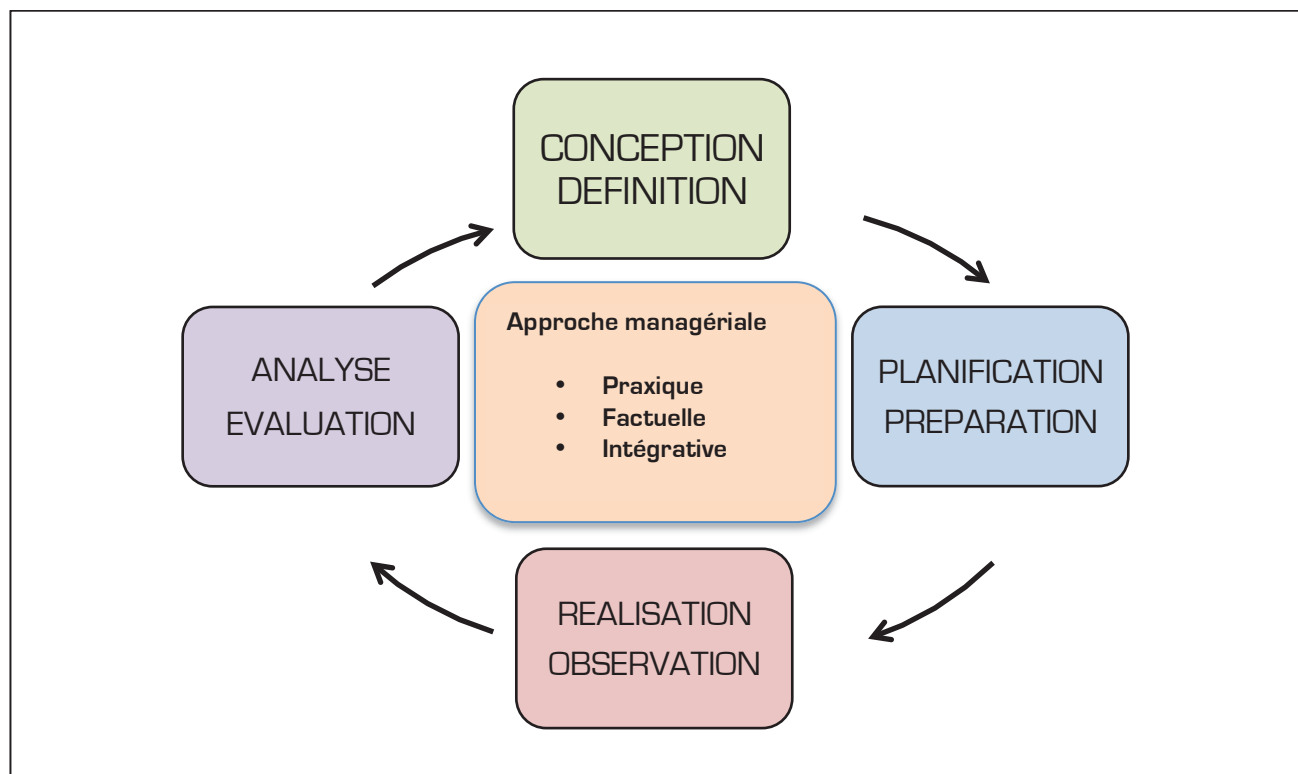 CONCEPTION
DEFINITION
ANALYSE
EVALUATION
Approche managériale
• Praxique
• Factuelle
• Intégrative
PLANIFICATION
PREPARATION
REALISATION
OBSERVATION